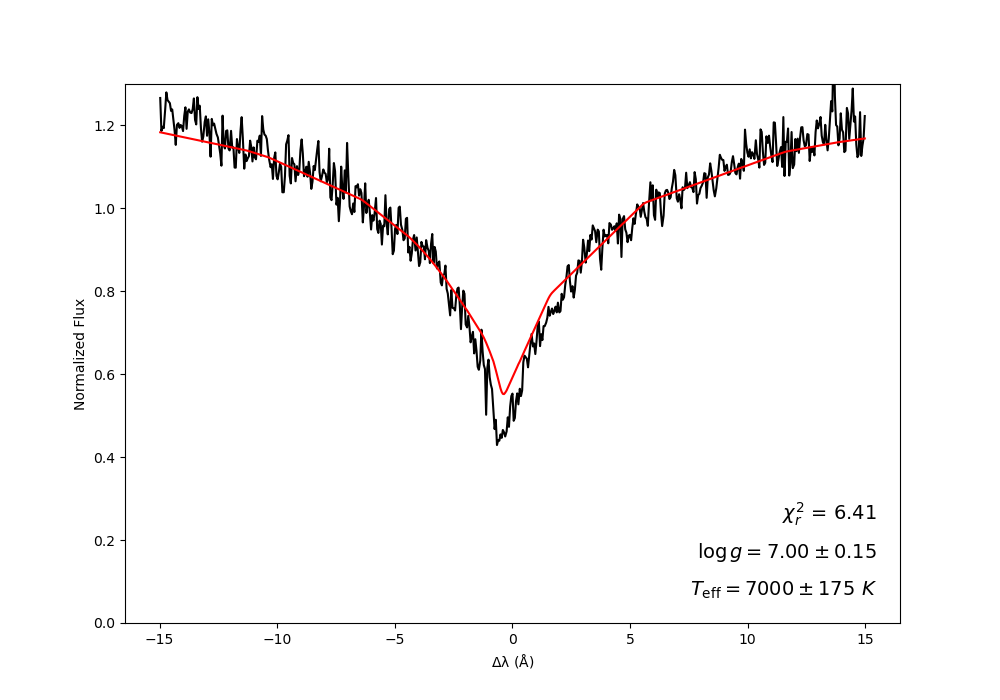 1.2
1.0
0.8
0.6
0.4
0.2
0.0
Normalized Flux
χ²ᵣ = 6.41
log g = 7.00 ± 0.15
T_eff = 7000 ± 175 K
−15 −10 −5 0 5 10 15
Δλ (Å)